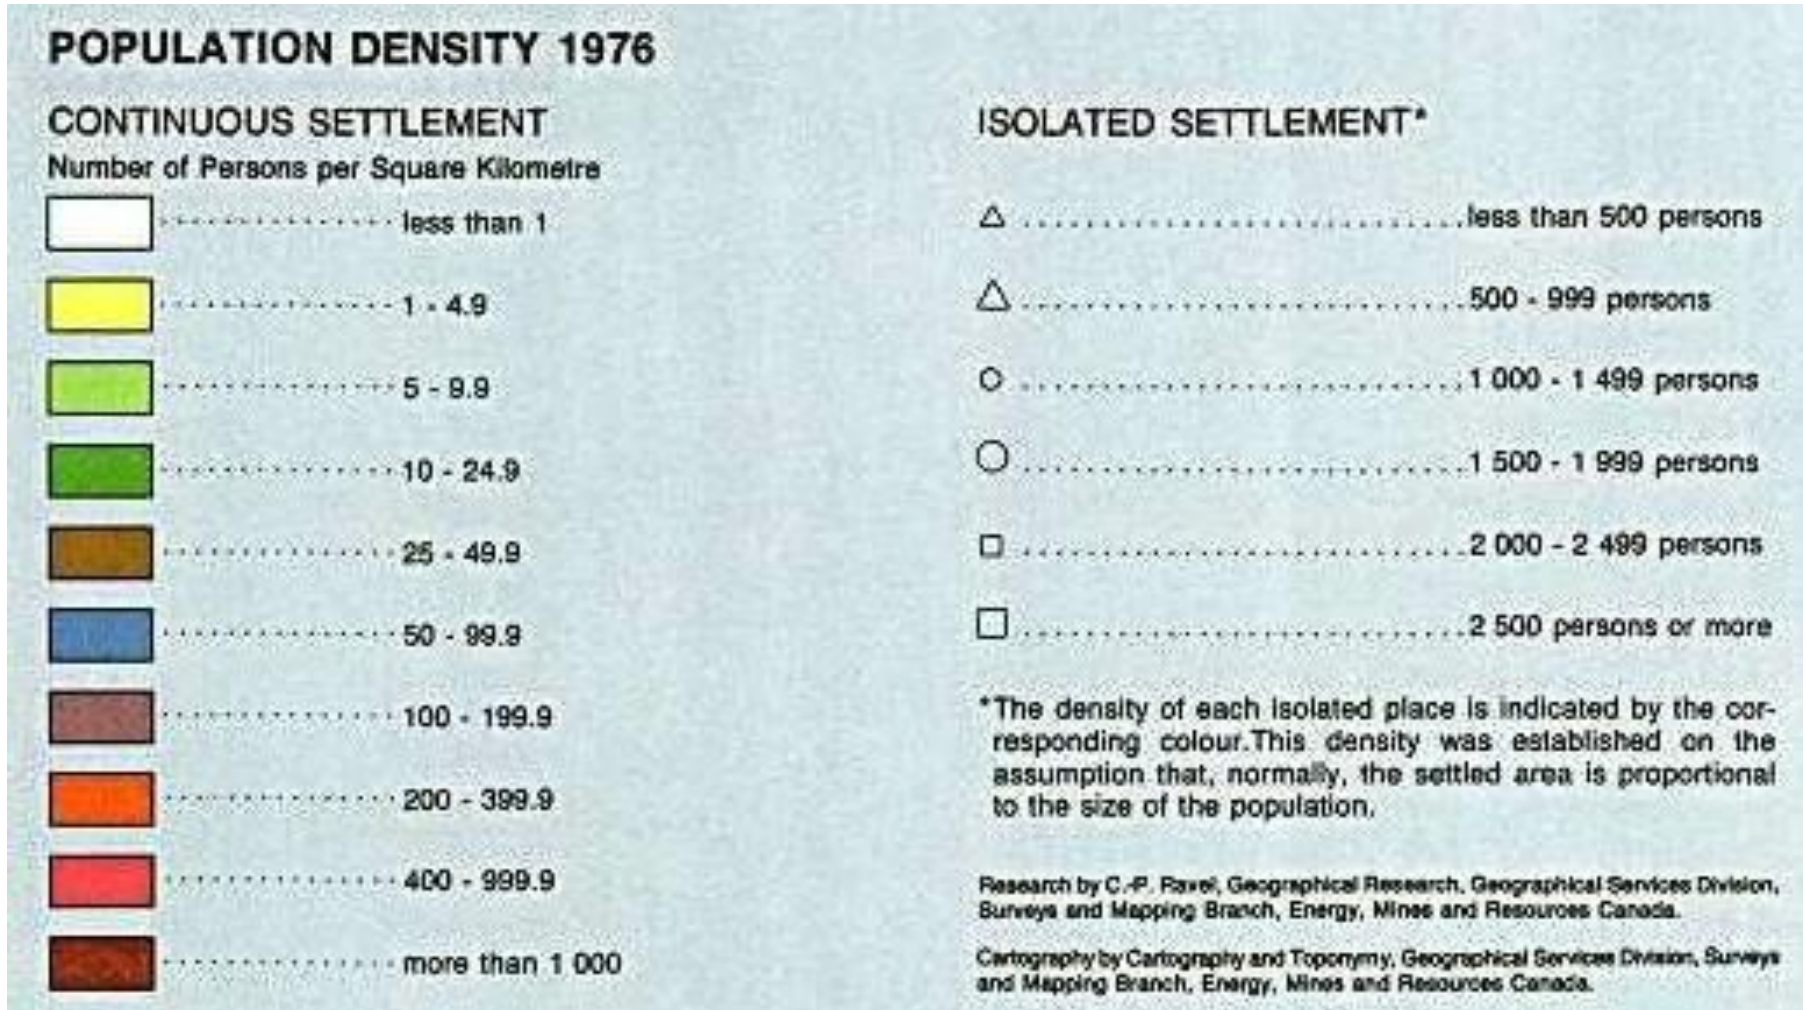 POPULATION DENSITY 1976
CONTINUOUS SETTLEMENT
Number of Persons per Square Kilometre
less than 1
1 - 4.9
5 - 9.9
10 - 24.9
25 - 49.9
50 - 99.9
100 - 199.9
200 - 399.9
400 - 999.9
more than 1 000
ISOLATED SETTLEMENT*
less than 500 persons
500 - 999 persons
1 000 - 1 499 persons
1 500 - 1 999 persons
2 000 - 2 499 persons
2 500 persons or more
*The density of each isolated place is indicated by the cor-
responding colour.This density was established on the
assumption that, normally, the settled area is proportional
to the size of the population.
Research by C.-P. Ravel, Geographical Research, Geographical Services Division,
Surveys and Mapping Branch, Energy, Mines and Resources Canada.
Cartography by Cartography and Toponymy, Geographical Services Division, Surveys
and Mapping Branch, Energy, Mines and Resources Canada.